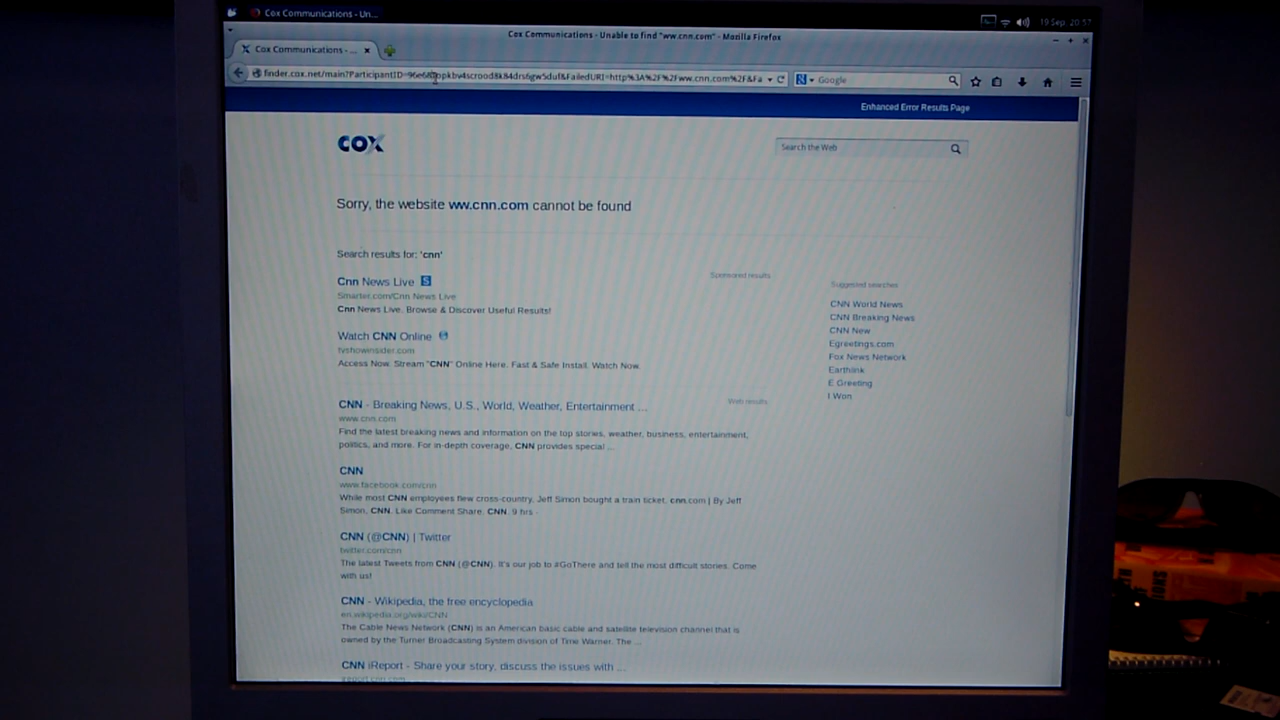 Cox Communications - Un...
19 Sep, 20:57
Cox Communications - Unable to find "ww.cnn.com" - Mozilla Firefox
Cox Communications - ...
Google
Enhanced Error Results Page
COX
Search the Web
Sorry, the website ww.cnn.com cannot be found
Search results for: 'cnn'
Sponsored results
Cnn News Live
Smarter.com/Cnn News Live
Cnn News Live. Browse & Discover Useful Results!
Watch CNN Online
tvshowinsider.com
Access Now. Stream "CNN" Online Here. Fast & Safe Install. Watch Now.
Suggested searches
CNN World News
CNN Breaking News
CNN New
Egreetings.com
Fox News Network
Earthlink
E Greeting
I Won
Web results
CNN - Breaking News, U.S., World, Weather, Entertainment ...
www.cnn.com
Find the latest breaking news and information on the top stories, weather, business, entertainment,
politics, and more. For in-depth coverage, CNN provides special ...
CNN
www.facebook.com/cnn
While most CNN employees flew cross-country, Jeff Simon bought a train ticket. cnn.com | By Jeff
Simon, CNN. Like Comment Share. CNN. 9 hrs ·
CNN (@CNN) | Twitter
twitter.com/cnn
The latest Tweets from CNN (@CNN). It's our job to #GoThere and tell the most difficult stories. Come
with us!
CNN - Wikipedia, the free encyclopedia
en.wikipedia.org/wiki/CNN
The Cable News Network (CNN) is an American basic cable and satellite television channel that is
owned by the Turner Broadcasting System division of Time Warner. The ...
CNN iReport - Share your story, discuss the issues with ...
ireport.cnn.com